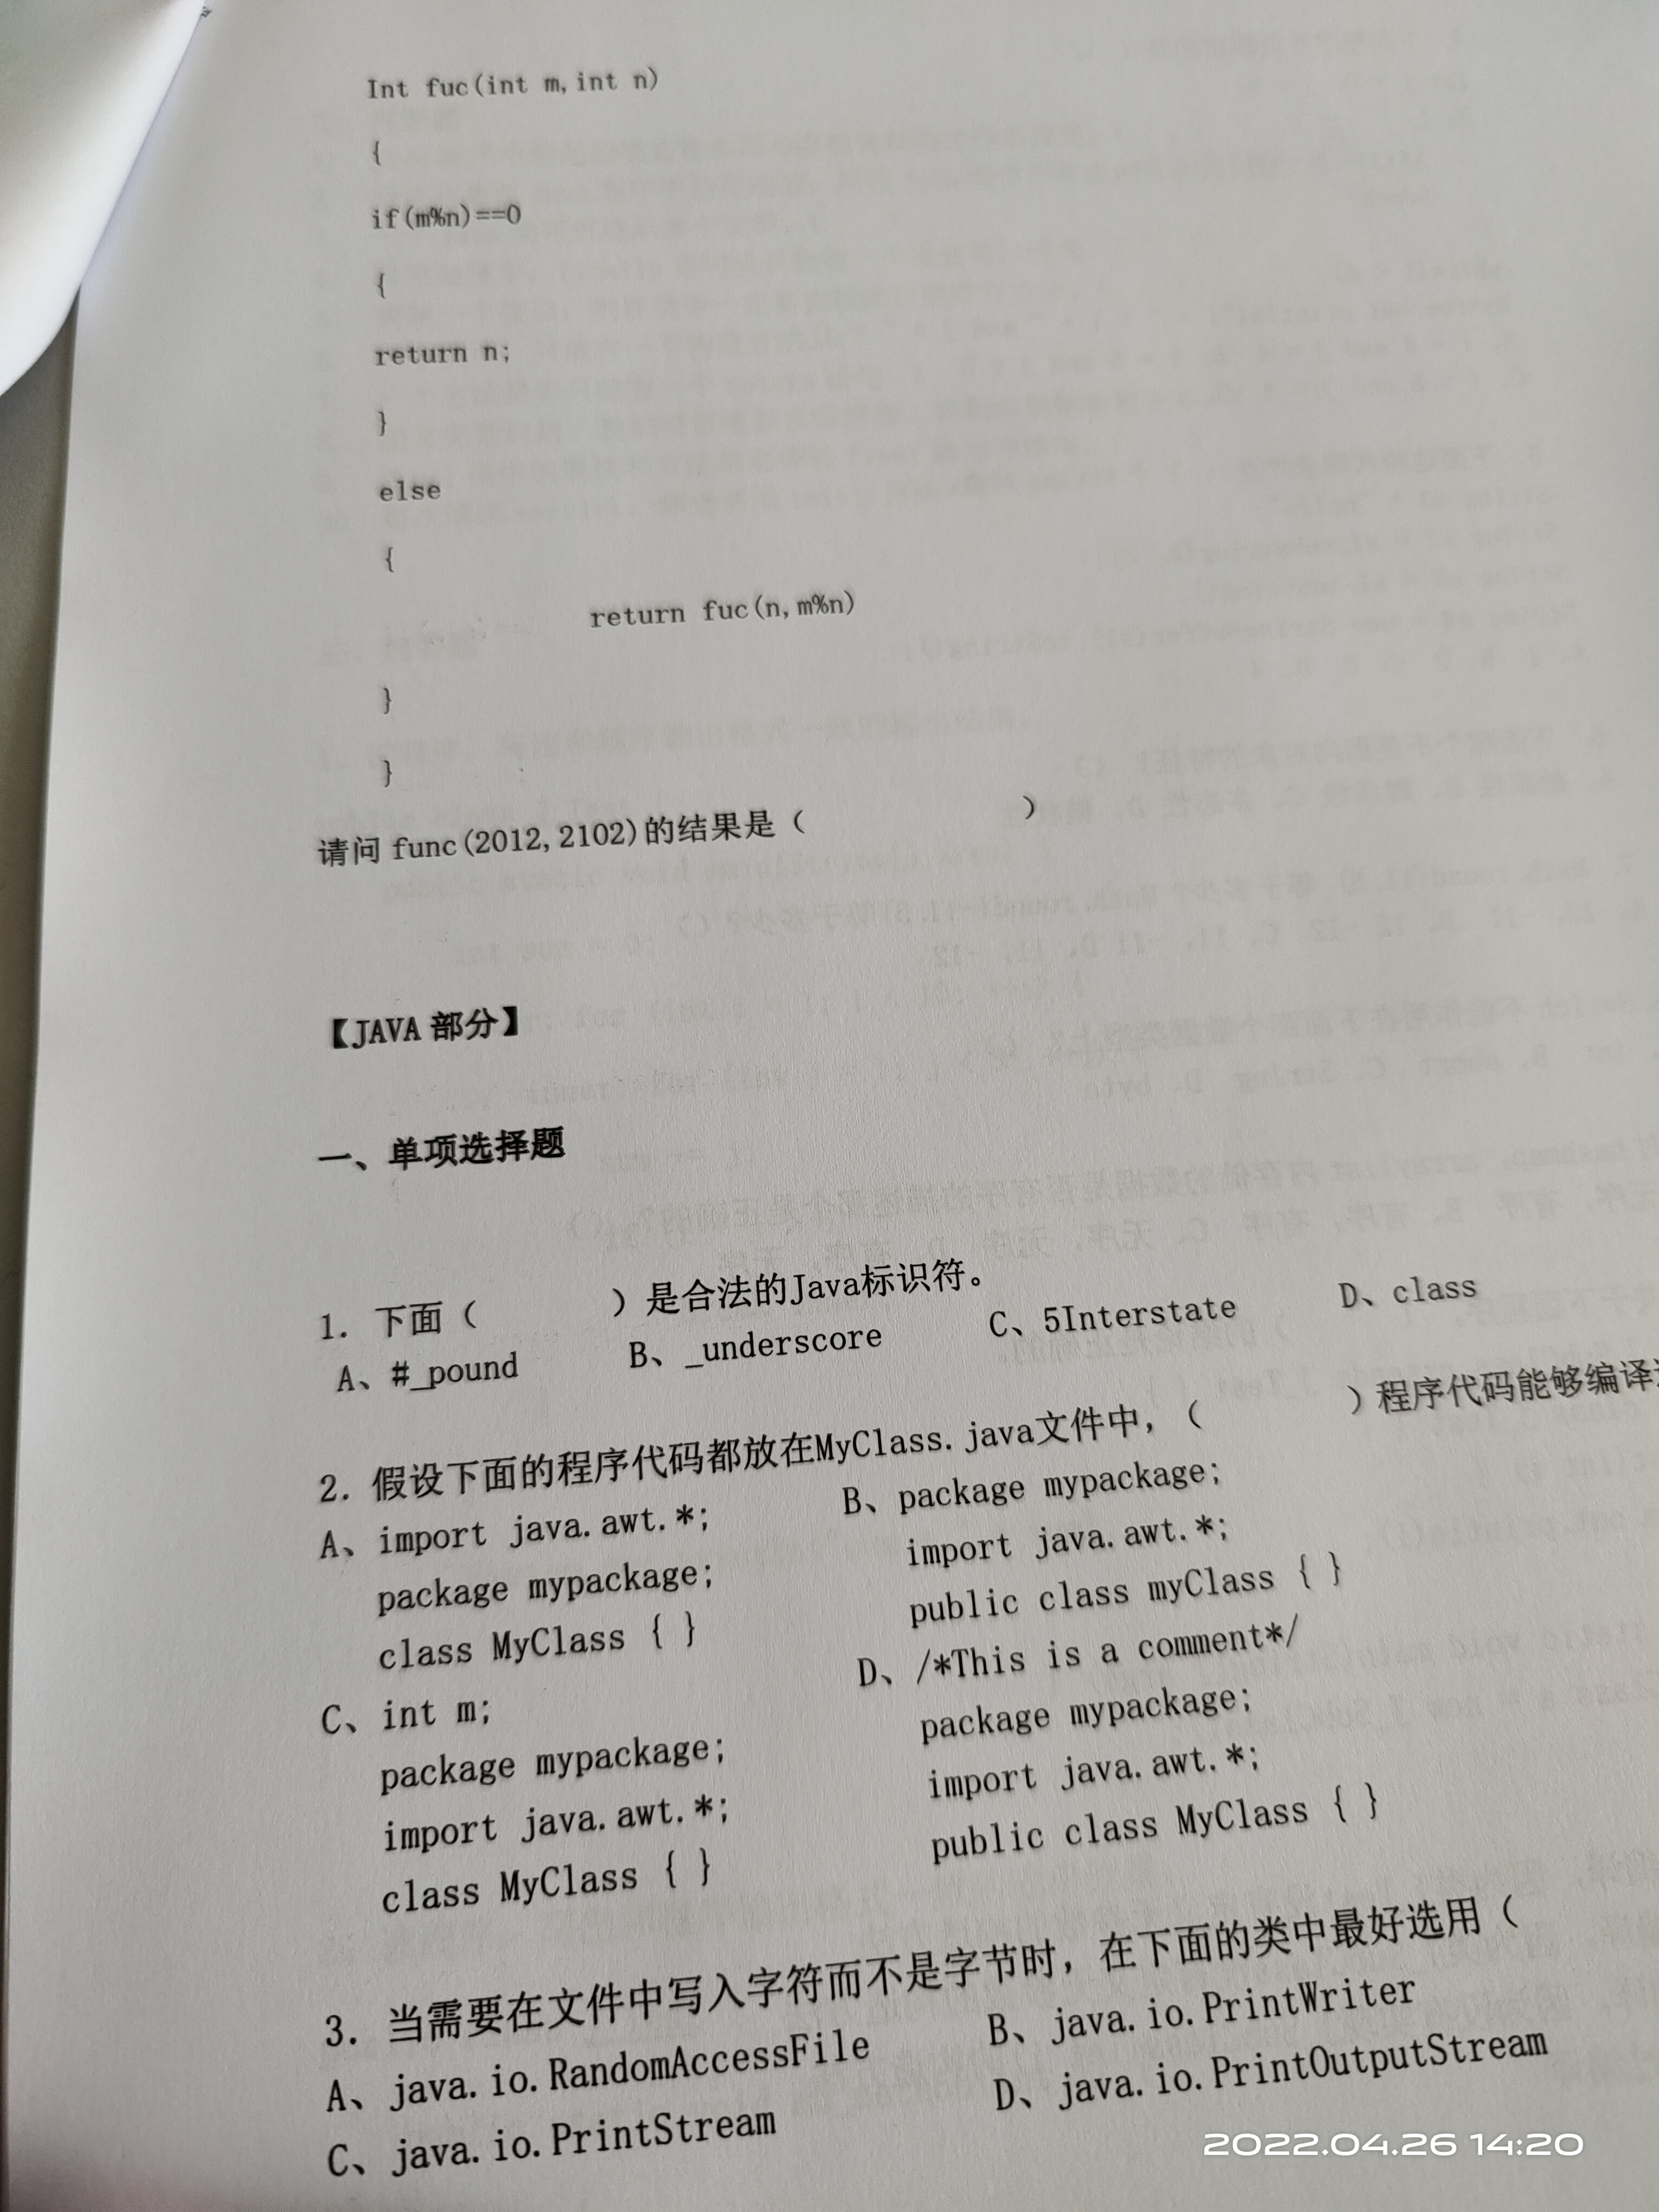 Int fuc(int m,int n)
{
if(m%n)==0
{
return n;
}
else
{
return fuc(n,m%n)
}
}
请问 func(2012,2102)的结果是（ ）
【JAVA 部分】
一、单项选择题
1. 下面（ ）是合法的Java标识符。
A、#_pound B、_underscore C、5Interstate D、class
2. 假设下面的程序代码都放在MyClass.java文件中，（ ）程序代码能够编译
A、import java.awt.*;
package mypackage;
class MyClass { }
B、package mypackage;
import java.awt.*;
public class myClass { }
C、int m;
package mypackage;
import java.awt.*;
class MyClass { }
D、/*This is a comment*/
package mypackage;
import java.awt.*;
public class MyClass { }
3. 当需要在文件中写入字符而不是字节时，在下面的类中最好选用（
A、java.io.RandomAccessFile B、java.io.PrintWriter
C、java.io.PrintStream D、java.io.PrintOutputStream
2022.04.26 14:20